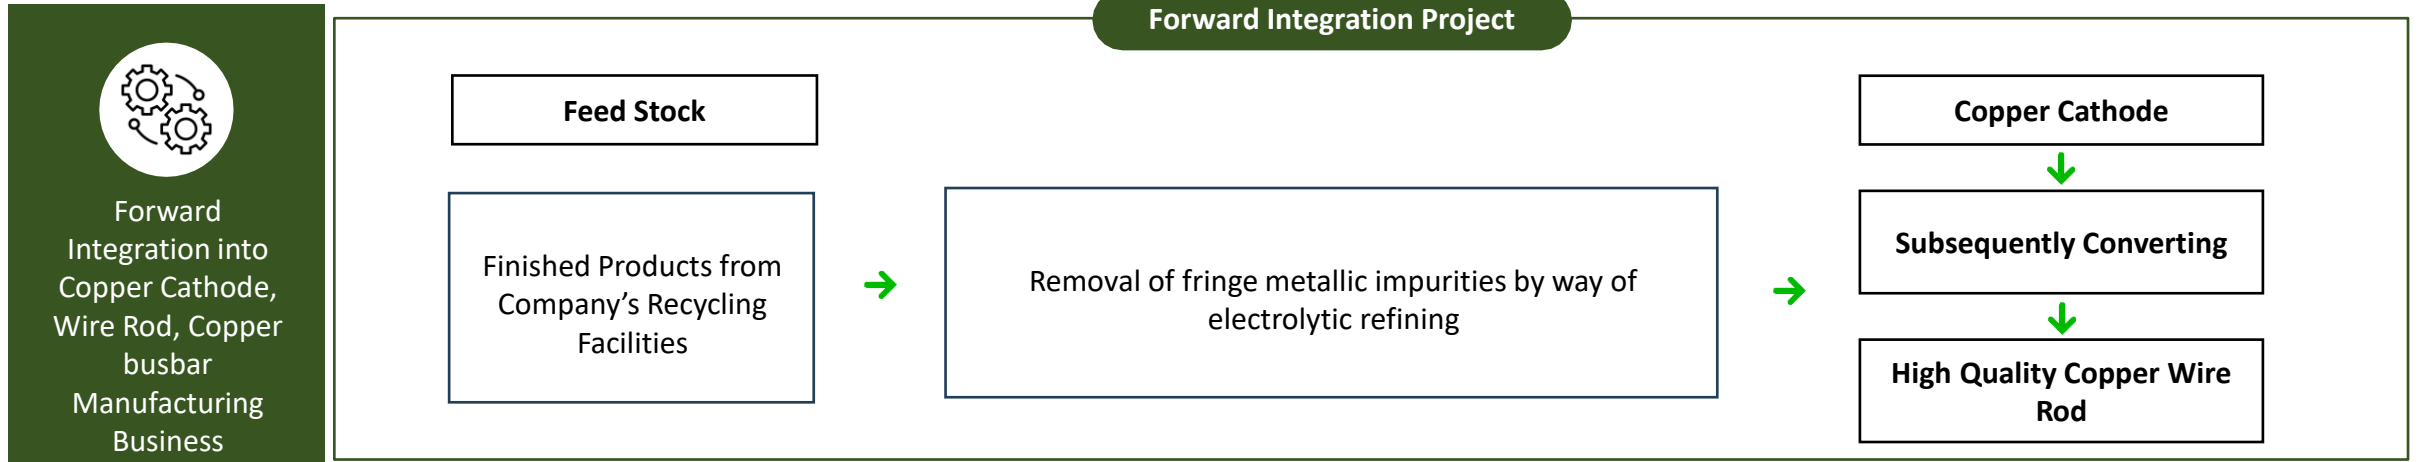 Forward Integration Project
Forward
Integration into
Copper Cathode,
Wire Rod, Copper
busbar
Manufacturing
Business
Feed Stock
Finished Products from
Company’s Recycling
Facilities
Removal of fringe metallic impurities by way of
electrolytic refining
Copper Cathode
Subsequently Converting
High Quality Copper Wire
Rod